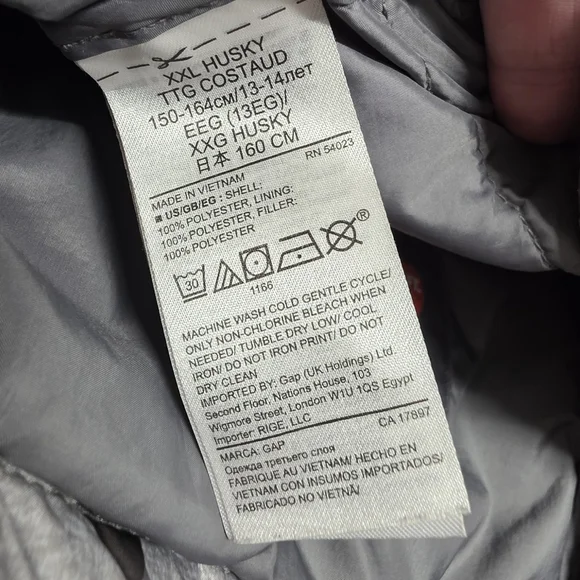 XXL HUSKY
TTG COSTAUD
150-164см/13-14лет
EEG (13EG)/
XXG HUSKY
日本 160 CM
RN 54023
MADE IN VIETNAM
■ US/GB/EG : SHELL:
100% POLYESTER, LINING:
100% POLYESTER, FILLER:
100% POLYESTER
30
®
1166
MACHINE WASH COLD GENTLE CYCLE/
ONLY NON-CHLORINE BLEACH WHEN
NEEDED/ TUMBLE DRY LOW/ COOL
IRON/ DO NOT IRON PRINT/ DO NOT
DRY CLEAN
IMPORTED BY: Gap (UK Holdings) Ltd.
Second Floor, Nations House, 103
Wigmore Street, London W1U 1QS Egypt
Importer: RIGE, LLC
CA 17897
MARCA: GAP
Одежда третьего слоя
FABRIQUE AU VIETNAM/ HECHO EN
VIETNAM CON INSUMOS IMPORTADOS/
FABRICADO NO VIETNÃ/